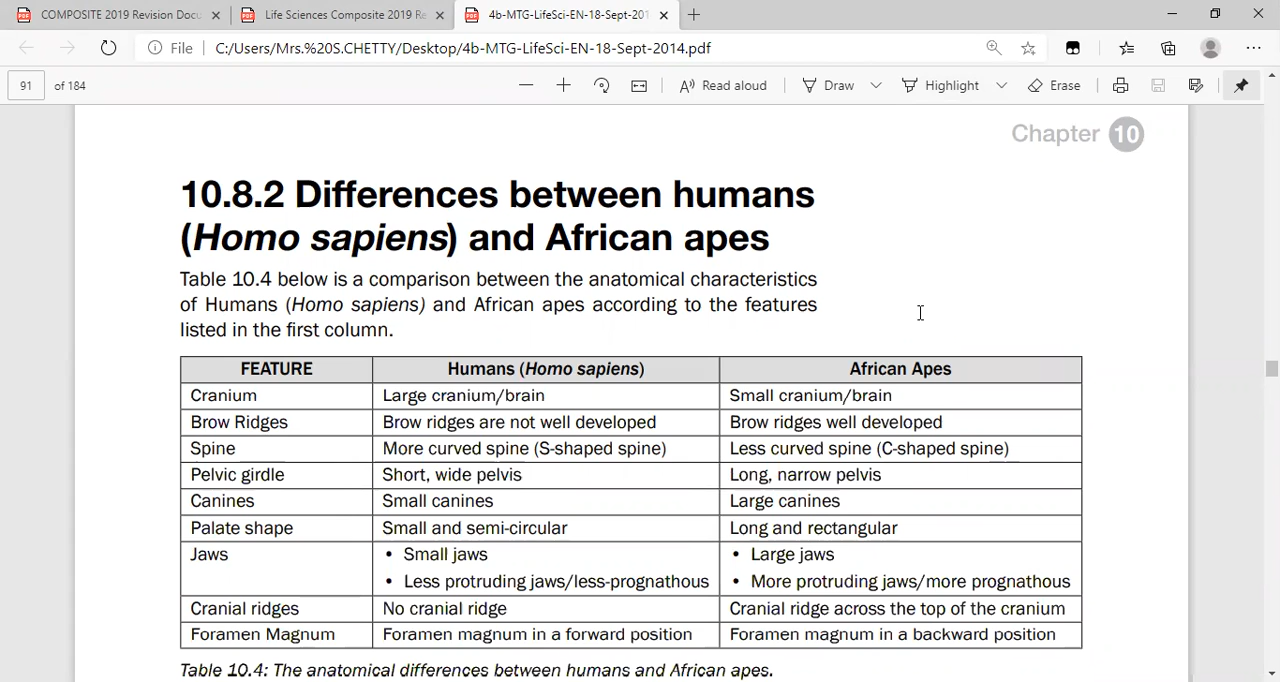 COMPOSITE 2019 Revision Docu
Life Sciences Composite 2019 Re
4b-MTG-LifeSci-EN-18-Sept-201
File
C:/Users/Mrs.%20S.CHETTY/Desktop/4b-MTG-LifeSci-EN-18-Sept-2014.pdf
91 of 184
Read aloud
Draw
Highlight
Erase
Chapter 10
10.8.2 Differences between humans
(Homo sapiens) and African apes
Table 10.4 below is a comparison between the anatomical characteristics
of Humans (Homo sapiens) and African apes according to the features
listed in the first column.
FEATURE Humans (Homo sapiens) African Apes
Cranium Large cranium/brain Small cranium/brain
Brow Ridges Brow ridges are not well developed Brow ridges well developed
Spine More curved spine (S-shaped spine) Less curved spine (C-shaped spine)
Pelvic girdle Short, wide pelvis Long, narrow pelvis
Canines Small canines Large canines
Palate shape Small and semi-circular Long and rectangular
Jaws • Small jaws • Large jaws
• Less protruding jaws/less-prognathous • More protruding jaws/more prognathous
Cranial ridges No cranial ridge Cranial ridge across the top of the cranium
Foramen Magnum Foramen magnum in a forward position Foramen magnum in a backward position
Table 10.4: The anatomical differences between humans and African apes.